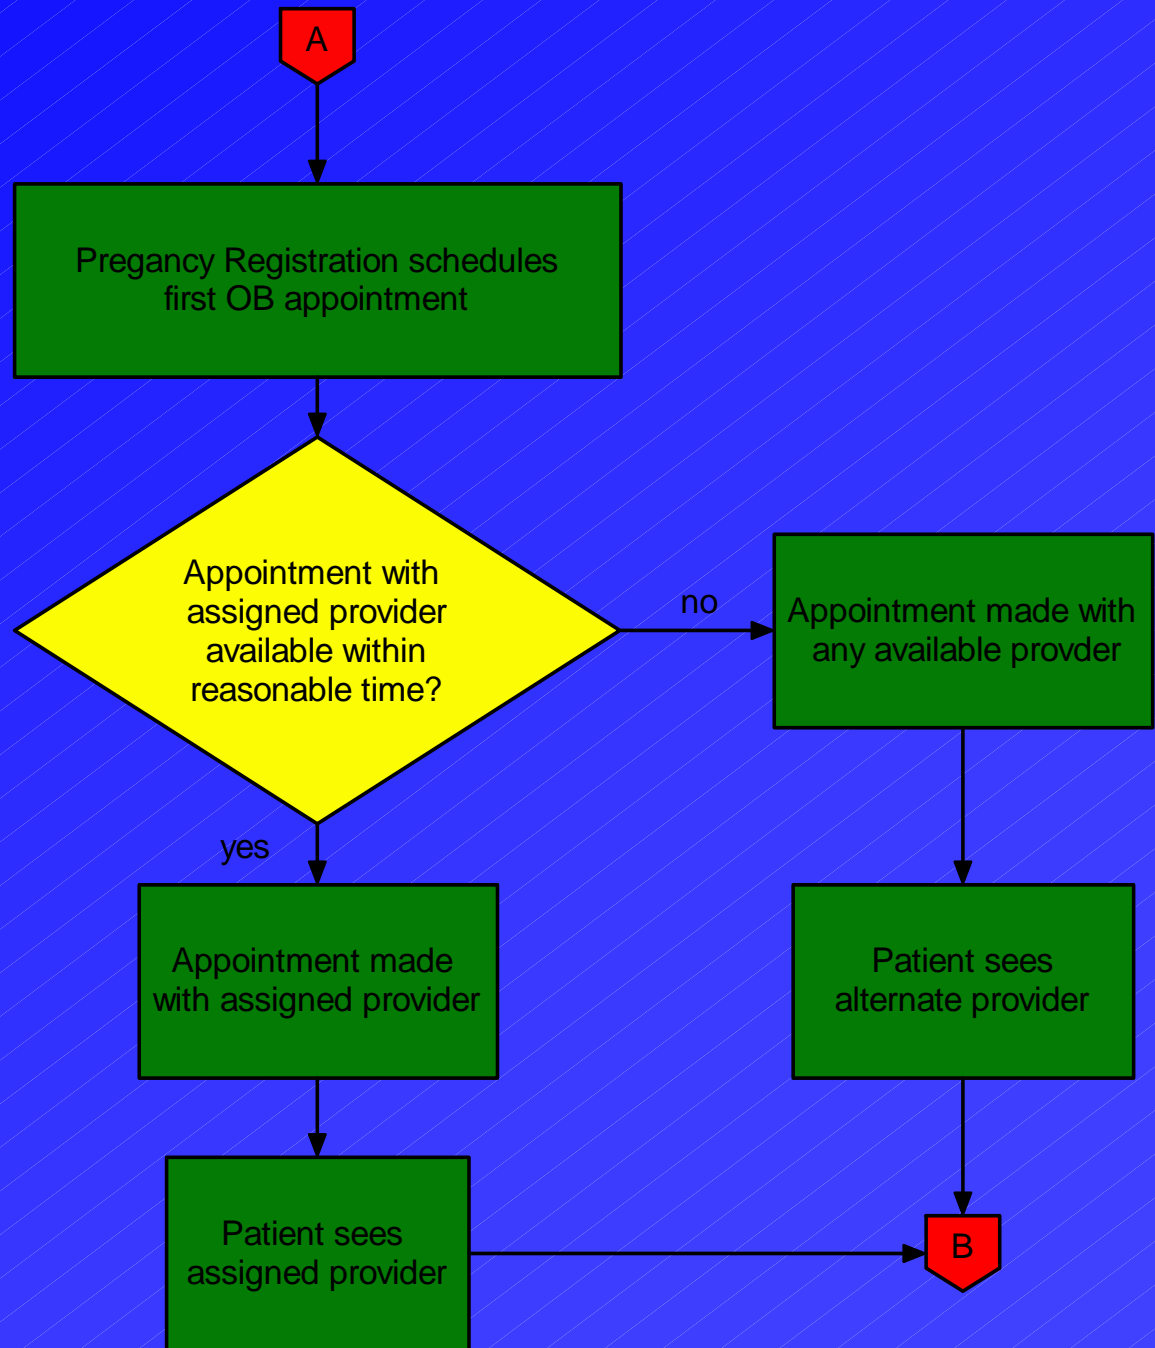 A
Pregancy Registration schedules
first OB appointment
Appointment with
assigned provider
available within
reasonable time?
no
Appointment made with
any available provder
yes
Appointment made
with assigned provider
Patient sees
alternate provider
Patient sees
assigned provider
B